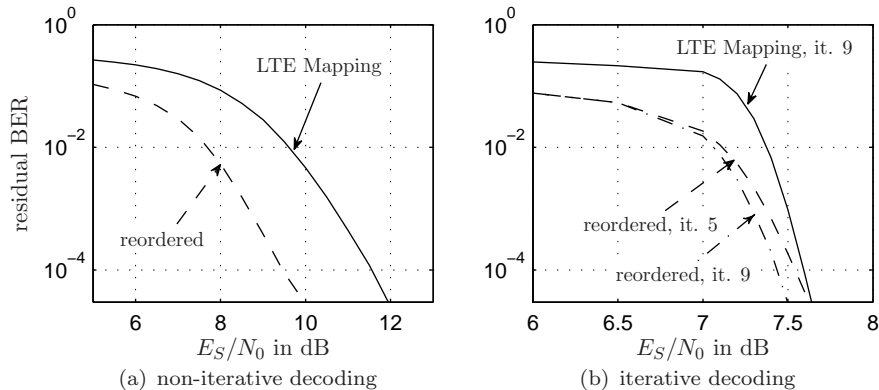 residual BER
10^0
10^−2
10^−4
LTE Mapping
reordered
6 8 10 12
E_S/N_0 in dB
(a) non-iterative decoding
10^0
10^−2
10^−4
LTE Mapping, it. 9
reordered, it. 5
reordered, it. 9
6 6.5 7 7.5 8
E_S/N_0 in dB
(b) iterative decoding